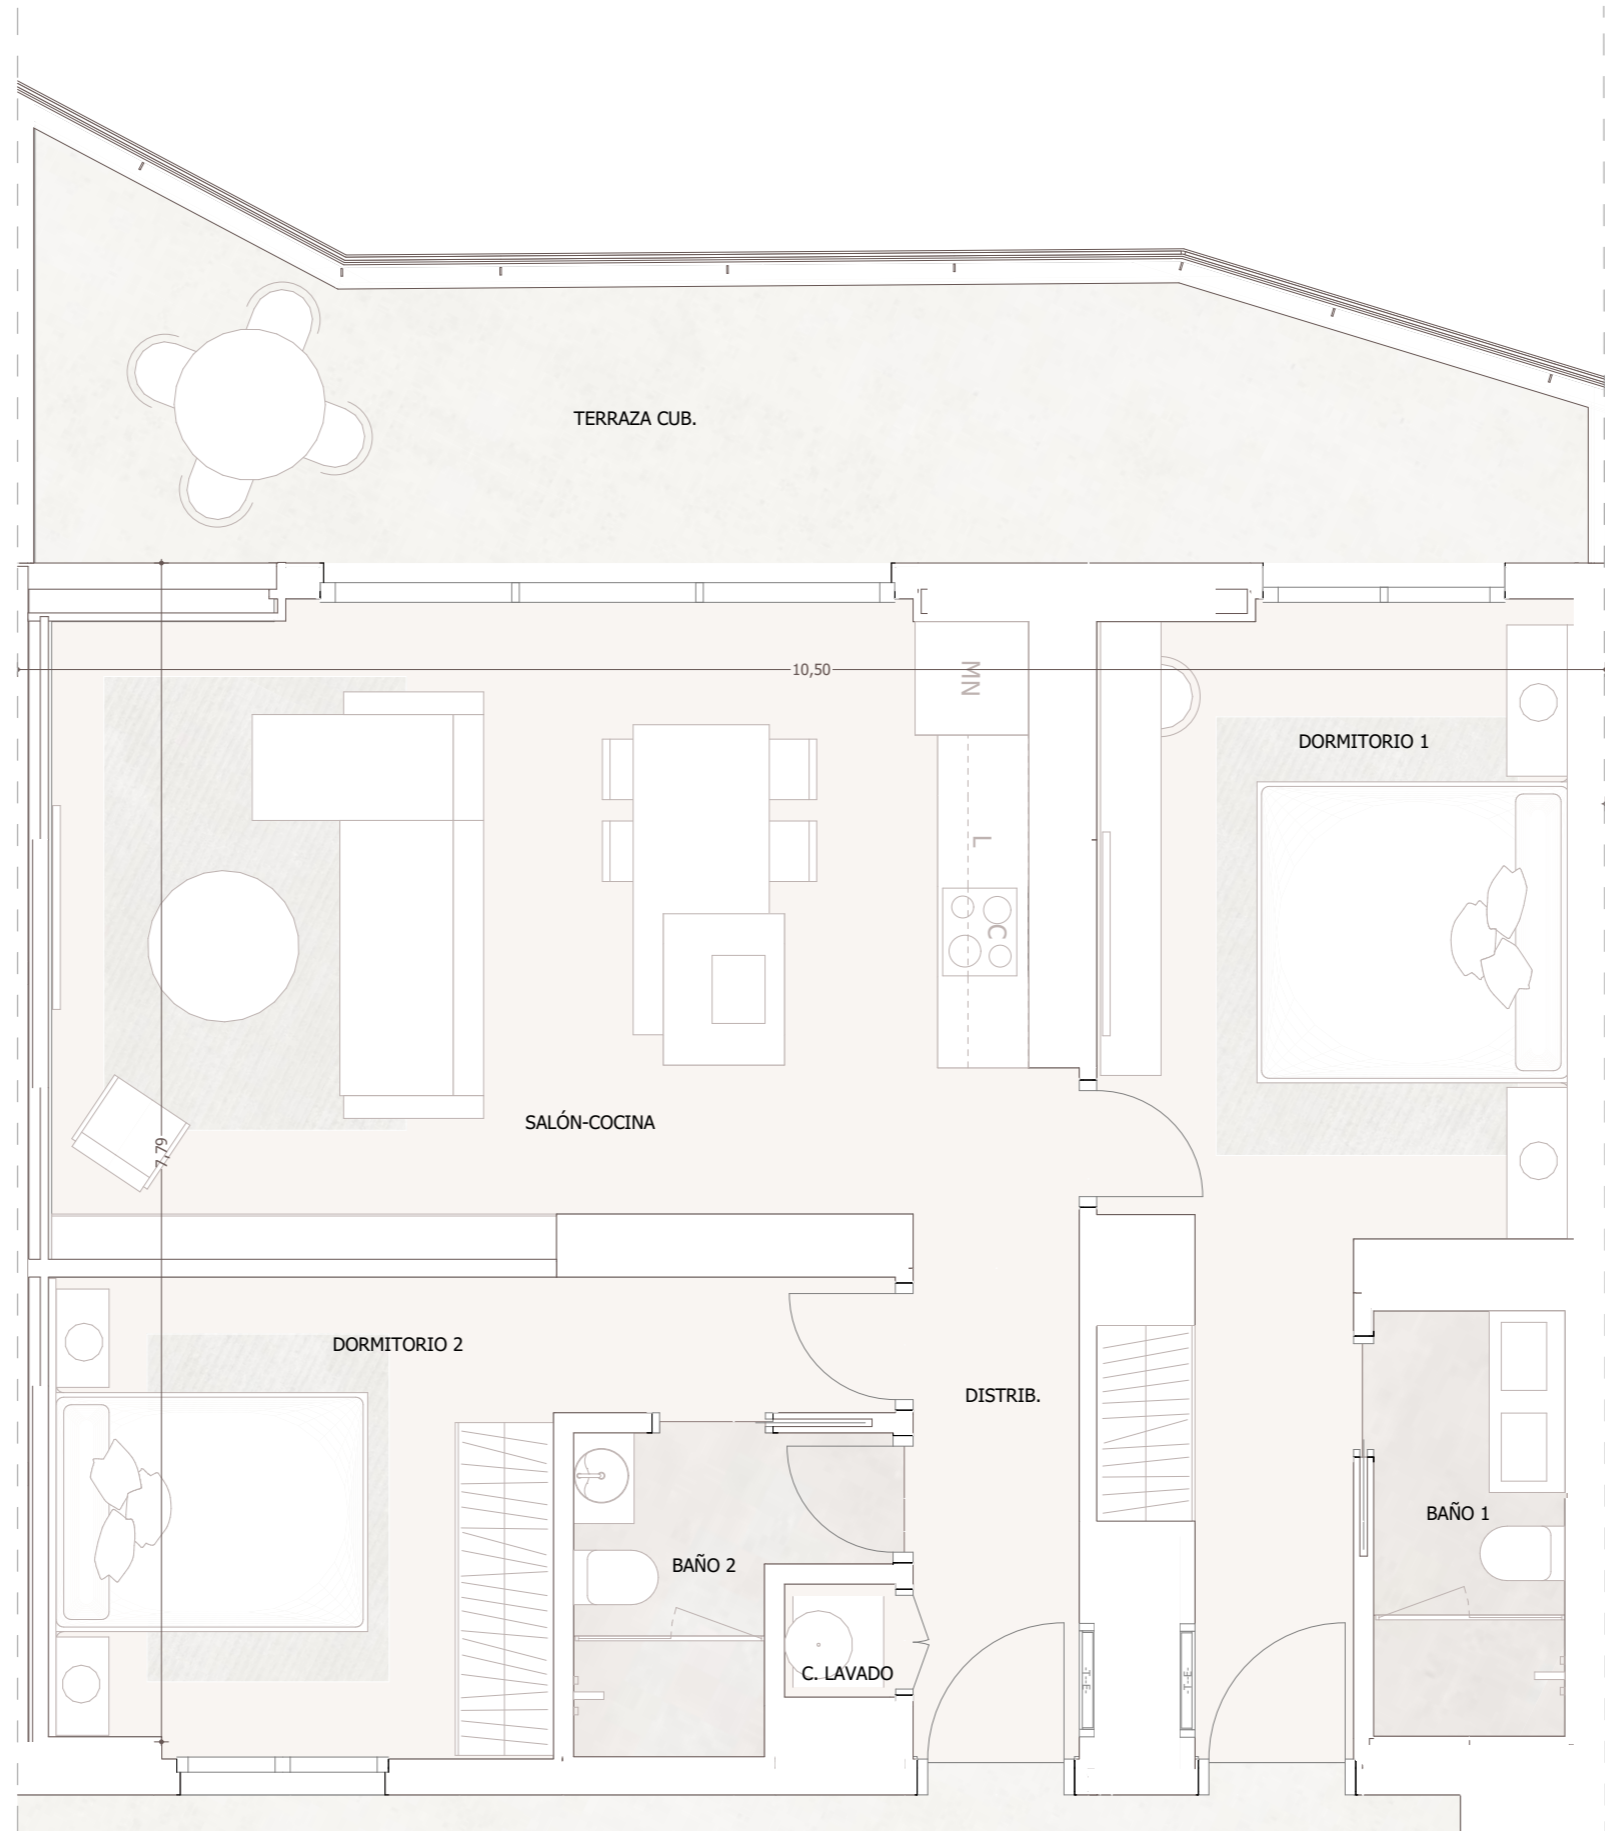 TERRAZA CUB.
10,50
MN
DORMITORIO 1
L
C
SALÓN-COCINA
7,79
DORMITORIO 2
DISTRIB.
BAÑO 1
BAÑO 2
C. LAVADO
-T-E-
-T-E-